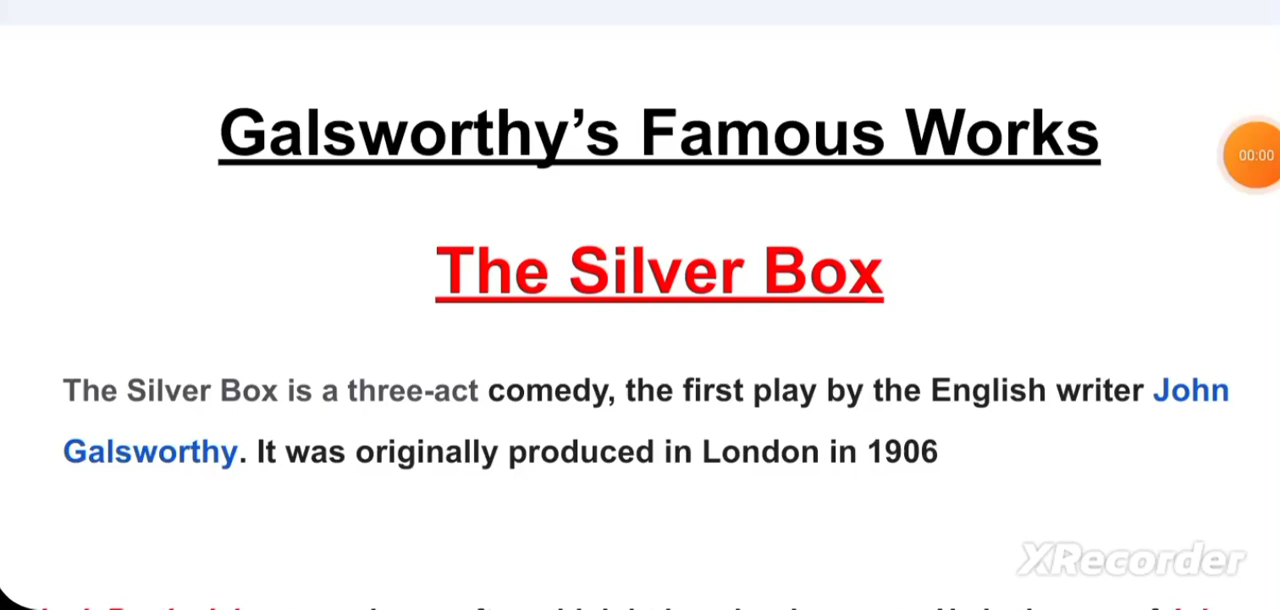 Galsworthy’s Famous Works
00:00
The Silver Box
The Silver Box is a three-act comedy, the first play by the English writer John
Galsworthy. It was originally produced in London in 1906
XRecorder